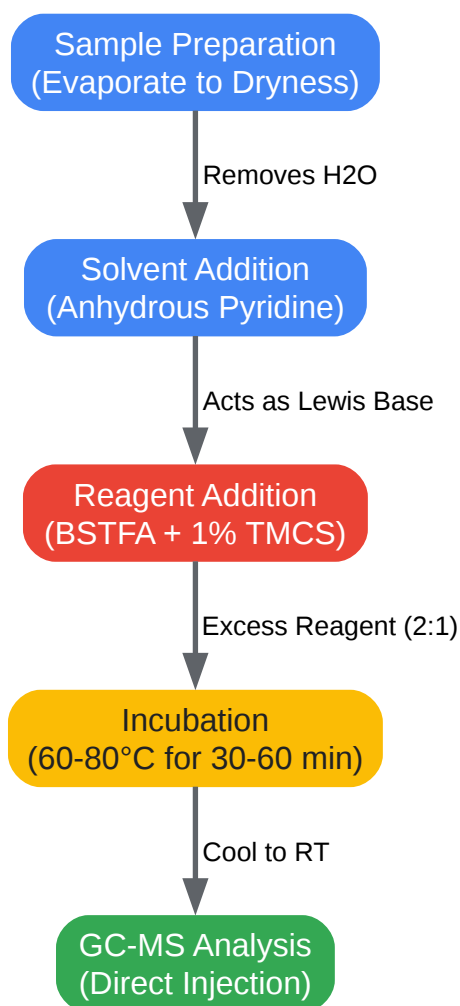 Sample Preparation
(Evaporate to Dryness)
Removes H2O
Solvent Addition
(Anhydrous Pyridine)
Acts as Lewis Base
Reagent Addition
(BSTFA + 1% TMCS)
Excess Reagent (2:1)
Incubation
(60-80°C for 30-60 min)
Cool to RT
GC-MS Analysis
(Direct Injection)